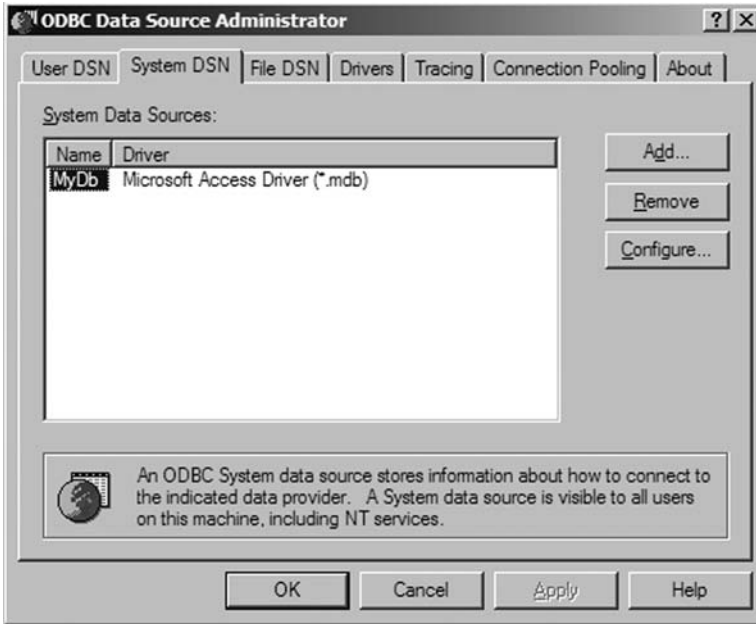 ODBC Data Source Administrator
? X
User DSN System DSN File DSN Drivers Tracing Connection Pooling About
System Data Sources:
Name Driver
MyDb Microsoft Access Driver (*.mdb)
Add...
Remove
Configure...
An ODBC System data source stores information about how to connect to
the indicated data provider. A System data source is visible to all users
on this machine, including NT services.
OK Cancel Apply Help